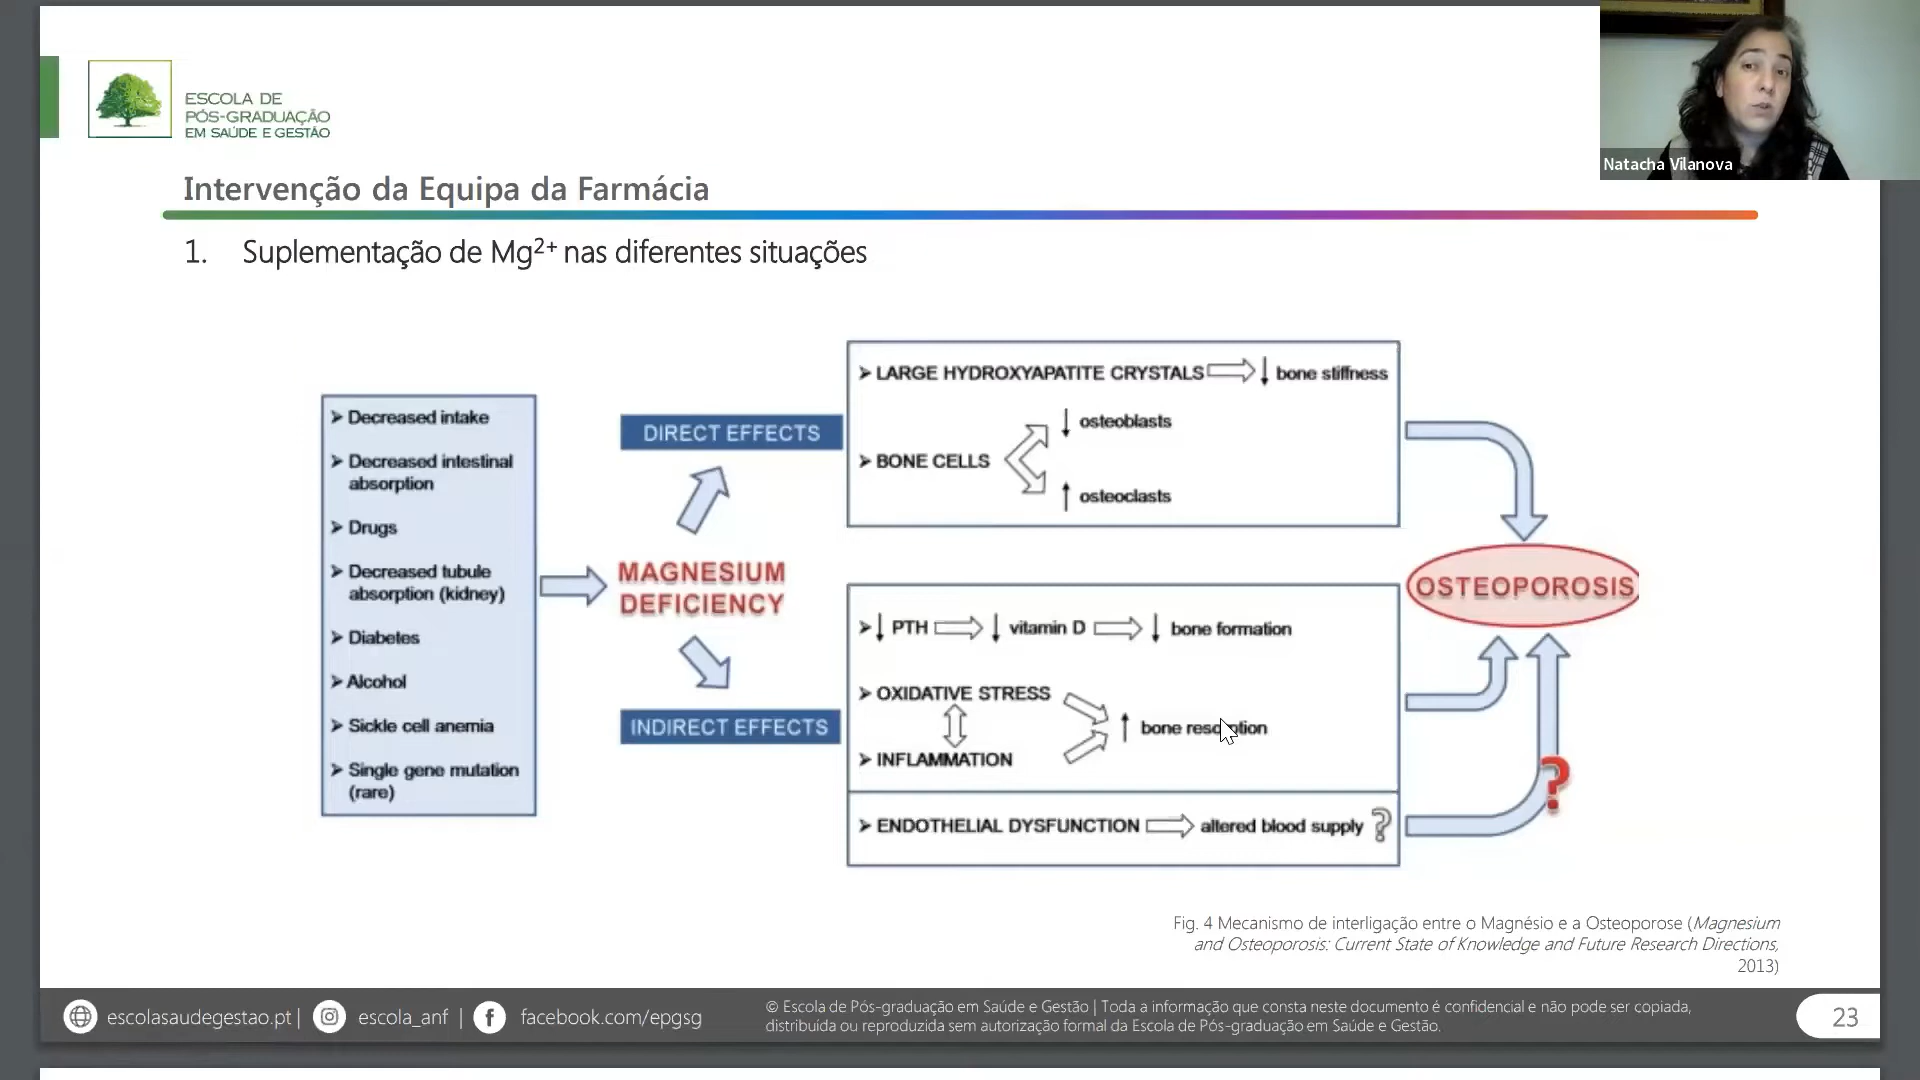 ESCOLA DE
PÓS-GRADUAÇÃO
EM SAÚDE E GESTÃO
Natacha Vilanova
Intervenção da Equipa da Farmácia
1. Suplementação de Mg²⁺ nas diferentes situações
➤ Decreased intake
➤ Decreased intestinal
absorption
➤ Drugs
➤ Decreased tubule
absorption (kidney)
➤ Diabetes
➤ Alcohol
➤ Sickle cell anemia
➤ Single gene mutation
(rare)
MAGNESIUM
DEFICIENCY
DIRECT EFFECTS
➤ LARGE HYDROXYAPATITE CRYSTALS ⇨ ↓ bone stiffness
➤ BONE CELLS
↓ osteoblasts
↑ osteoclasts
INDIRECT EFFECTS
➤ ↓ PTH ⇨ ↓ vitamin D ⇨ ↓ bone formation
➤ OXIDATIVE STRESS
➤ INFLAMMATION
↑ bone resorption
➤ ENDOTHELIAL DYSFUNCTION ⇨ altered blood supply ?
OSTEOPOROSIS
?
Fig. 4 Mecanismo de interligação entre o Magnésio e a Osteoporose (Magnesium
and Osteoporosis: Current State of Knowledge and Future Research Directions,
2013)
escolasaudegestao.pt | escola_anf | facebook.com/epgsg
© Escola de Pós-graduação em Saúde e Gestão | Toda a informação que consta neste documento é confidencial e não pode ser copiada,
distribuída ou reproduzida sem autorização formal da Escola de Pós-graduação em Saúde e Gestão.
23